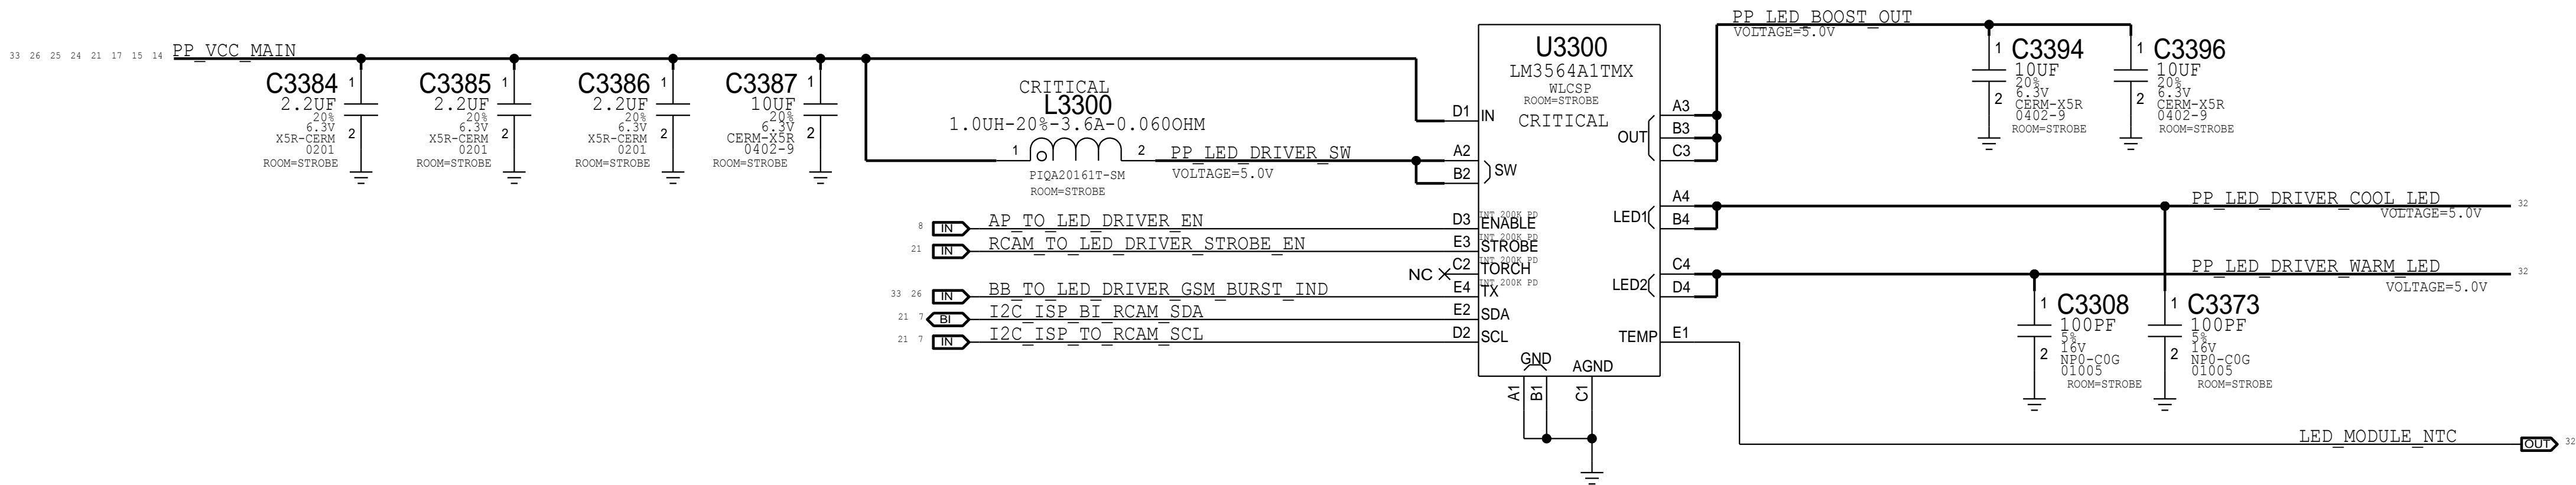 33 26 25 24 21 17 15 14
PP_VCC_MAIN
C3384
2.2UF
20%
6.3V
X5R-CERM
0201
ROOM=STROBE
1
2
C3385
2.2UF
20%
6.3V
X5R-CERM
0201
ROOM=STROBE
1
2
C3386
2.2UF
20%
6.3V
X5R-CERM
0201
ROOM=STROBE
1
2
C3387
10UF
20%
6.3V
CERM-X5R
0402-9
ROOM=STROBE
1
2
CRITICAL
L3300
1.0UH-20%-3.6A-0.060OHM
1
2
PIQA20161T-SM
ROOM=STROBE
PP_LED_DRIVER_SW
VOLTAGE=5.0V
8
IN
AP_TO_LED_DRIVER_EN
21
IN
RCAM_TO_LED_DRIVER_STROBE_EN
NC
33 26
IN
BB_TO_LED_DRIVER_GSM_BURST_IND
21 7
BI
I2C_ISP_BI_RCAM_SDA
21 7
IN
I2C_ISP_TO_RCAM_SCL
U3300
LM3564A1TMX
WLCSP
ROOM=STROBE
CRITICAL
D1
IN
A2
B2
SW
D3
INT 200K PD
ENABLE
E3
INT 200K PD
STROBE
C2
INT 200K PD
TORCH
E4
INT 200K PD
TX
E2
SDA
D2
SCL
GND
AGND
A1
B1
C1
OUT
A3
B3
C3
LED1
A4
B4
LED2
C4
D4
TEMP
E1
PP_LED_BOOST_OUT
VOLTAGE=5.0V
1
2
C3394
10UF
20%
6.3V
CERM-X5R
0402-9
ROOM=STROBE
1
2
C3396
10UF
20%
6.3V
CERM-X5R
0402-9
ROOM=STROBE
PP_LED_DRIVER_COOL_LED
32
VOLTAGE=5.0V
PP_LED_DRIVER_WARM_LED
32
VOLTAGE=5.0V
1
2
C3308
100PF
5%
16V
NP0-C0G
01005
ROOM=STROBE
1
2
C3373
100PF
5%
16V
NP0-C0G
01005
ROOM=STROBE
LED_MODULE_NTC
OUT
32